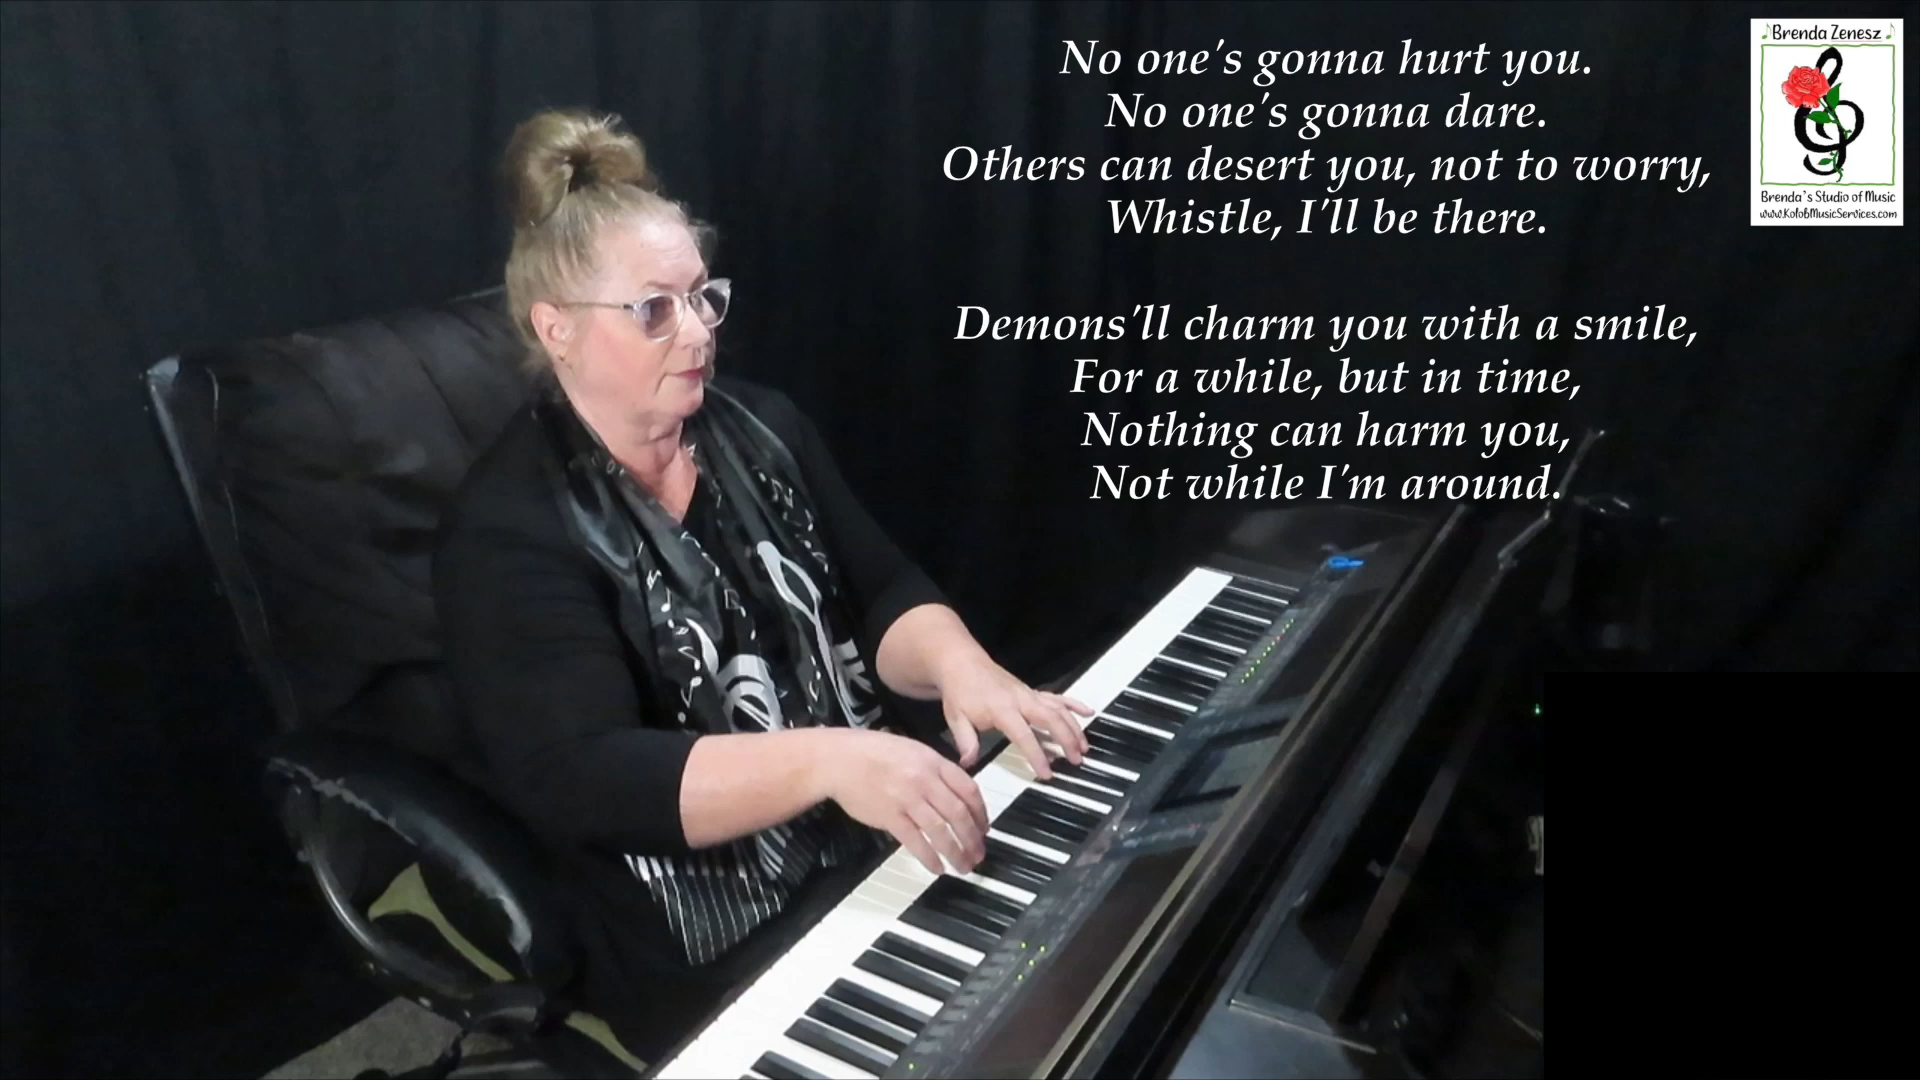 No one's gonna hurt you.
No one's gonna dare.
Others can desert you, not to worry,
Whistle, I'll be there.
Demons'll charm you with a smile,
For a while, but in time,
Nothing can harm you,
Not while I'm around.
Brenda Zenesz
Brenda's Studio of Music
www.KolobMusicServices.com